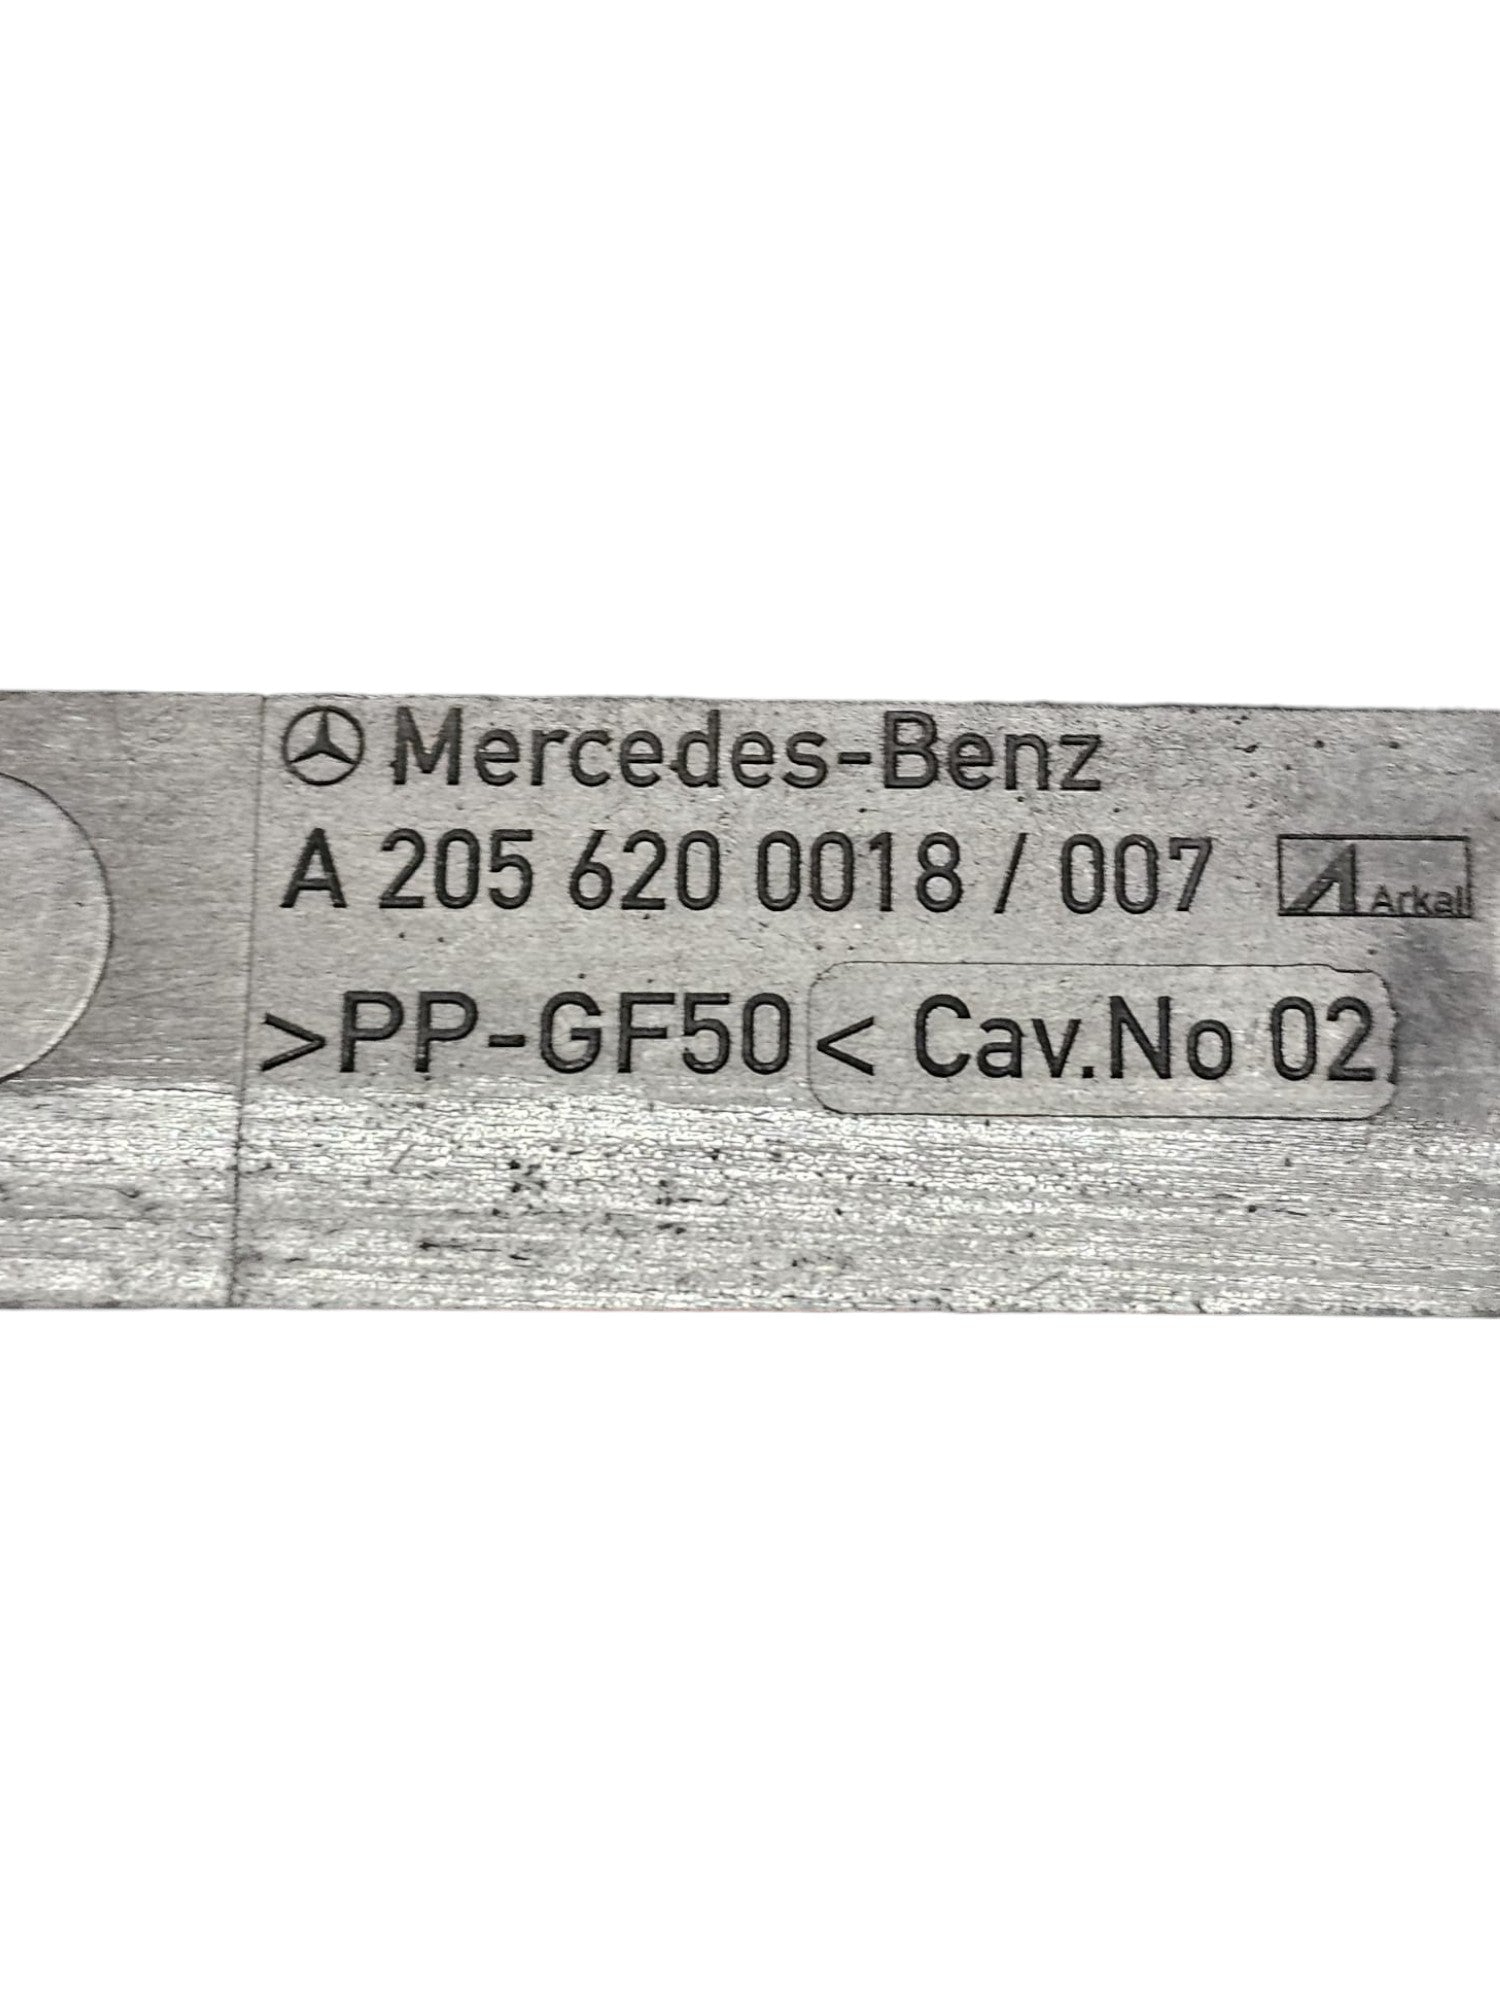 Mercedes-Benz
A 205 620 0018 / 007 Arkal
>PP-GF50< Cav.No 02